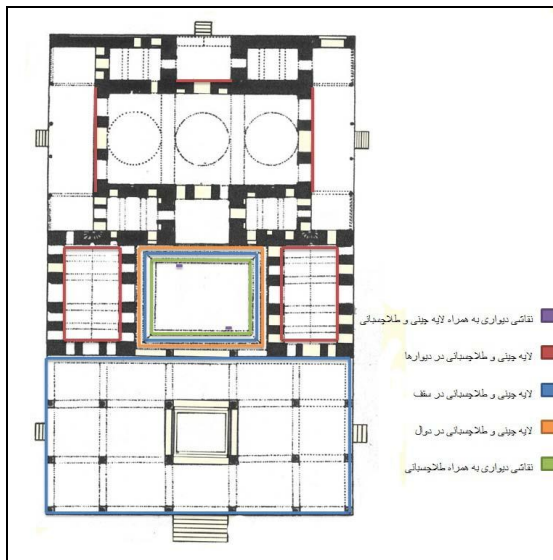 نقاشی دیواری به همراه لایه چینی و طلاچسبانی
لایه چینی و طلاچسبانی در دیوارها
لایه چینی و طلاچسبانی در سقف
لایه چینی و طلاچسبانی در دوال
نقاشی دیواری به همراه طلاچسبانی